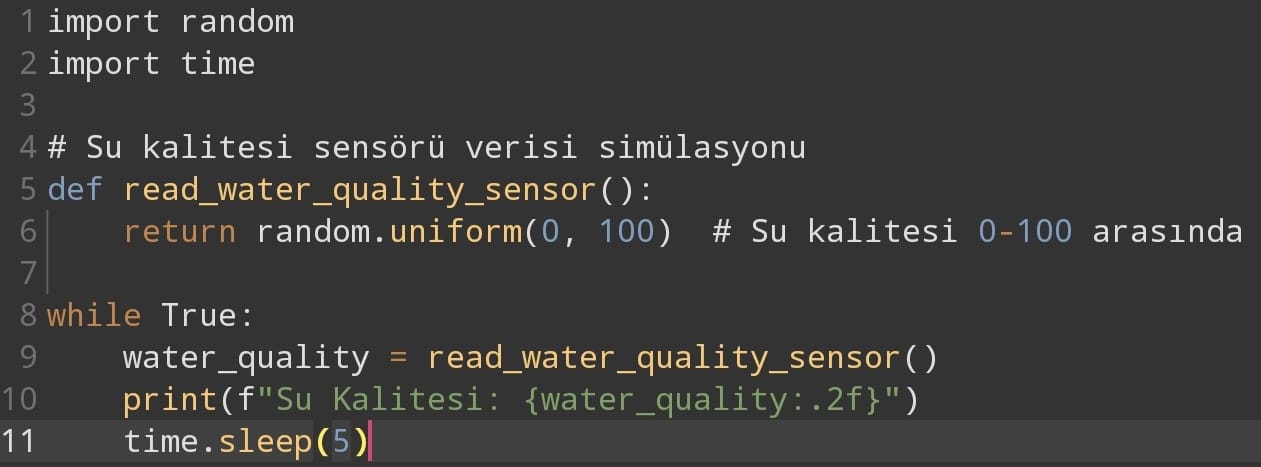 1 import random
2 import time
3
4 # Su kalitesi sensörü verisi simülasyonu
5 def read_water_quality_sensor():
6     return random.uniform(0, 100)  # Su kalitesi 0-100 arasında
7
8 while True:
9     water_quality = read_water_quality_sensor()
10     print(f"Su Kalitesi: {water_quality:.2f}")
11     time.sleep(5)